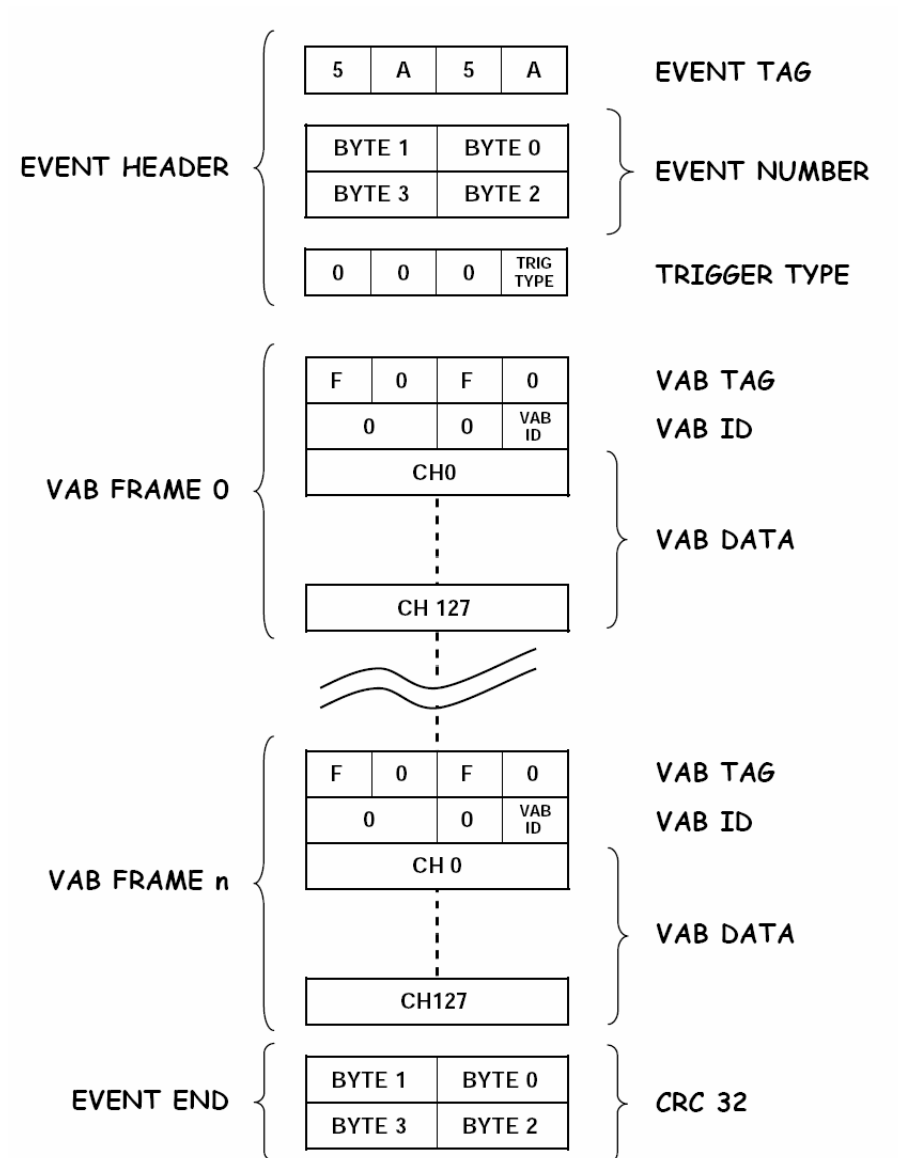 5 A 5 A EVENT TAG
BYTE 1 BYTE 0
EVENT HEADER EVENT NUMBER
BYTE 3 BYTE 2
0 0 0 TRIG TYPE TRIGGER TYPE
F 0 F 0 VAB TAG
0 0 VAB ID VAB ID
CH0
VAB FRAME 0
VAB DATA
CH 127
F 0 F 0 VAB TAG
0 0 VAB ID VAB ID
CH 0
VAB FRAME n
VAB DATA
CH127
BYTE 1 BYTE 0
EVENT END CRC 32
BYTE 3 BYTE 2